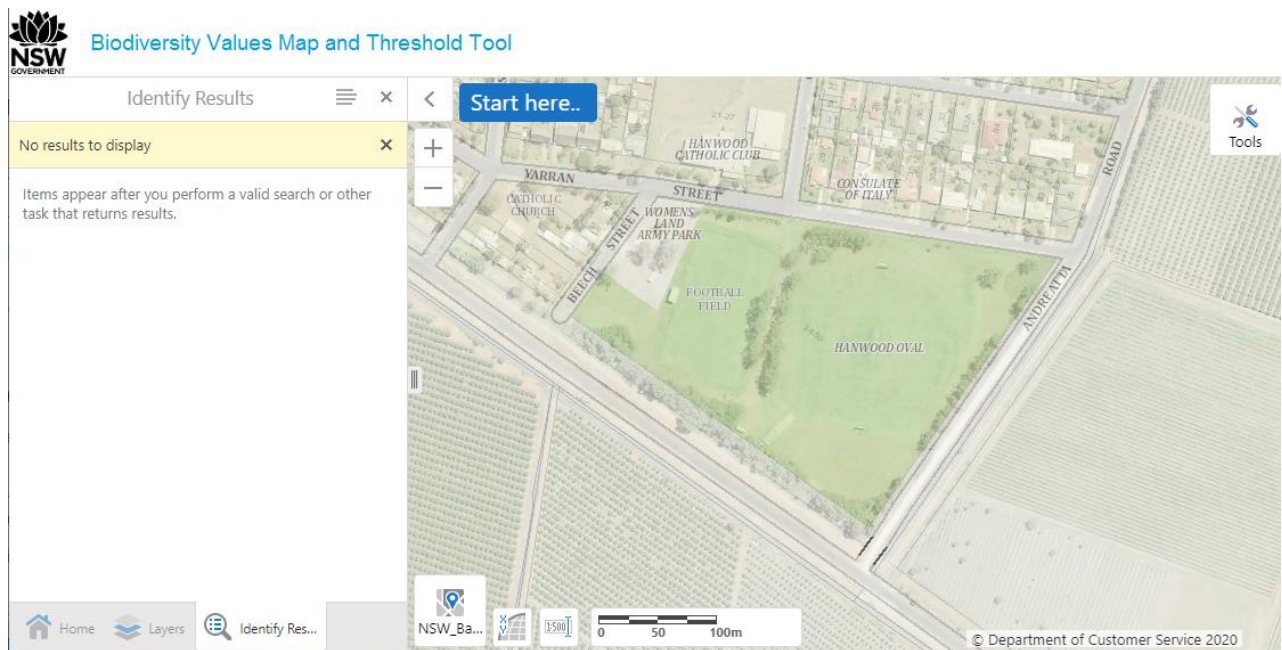 NSW
GOVERNMENT
Biodiversity Values Map and Threshold Tool
Identify Results
No results to display
Items appear after you perform a valid search or other
task that returns results.
Home
Layers
Identify Res...
Start here..
Tools
21-27
HANWOOD
CATHOLIC CLUB
YARRAN
STREET
CATHOLIC
CHURCH
CONSULATE
OF ITALY
ROAD
WOMENS
LAND
ARMY PARK
BEECH
STREET
FOOTBALL
FIELD
HANWOOD OVAL
ANDREATTA
NSW_Ba...
1:500
0 50 100m
© Department of Customer Service 2020